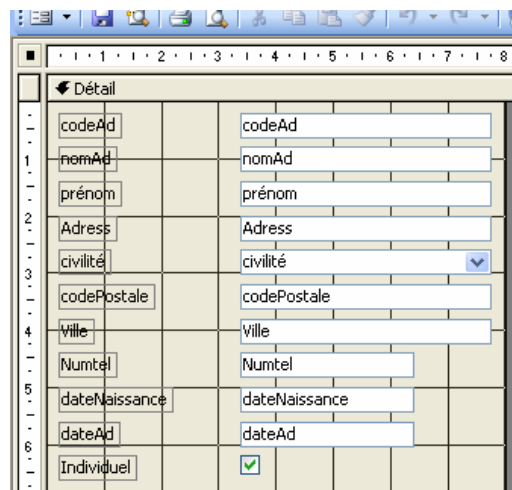 1 2 3 4 5 6 7 8
Détail
codeAd codeAd
1 nomAd nomAd
prénom prénom
2 Adress Adress
civilité civilité
3 codePostale codePostale
4 Ville Ville
Numtel Numtel
5 dateNaissance dateNaissance
dateAd dateAd
6 Individuel